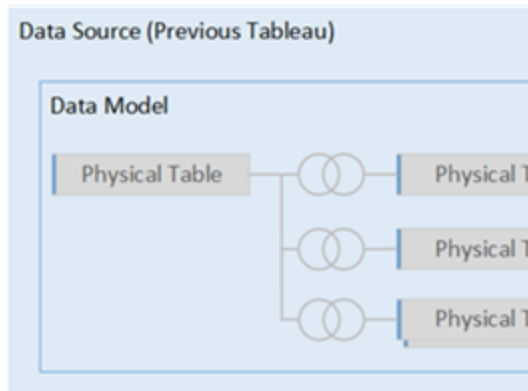 Data Source (Previous Tableau)
Data Model
Physical Table
Physical
Physical
Physical